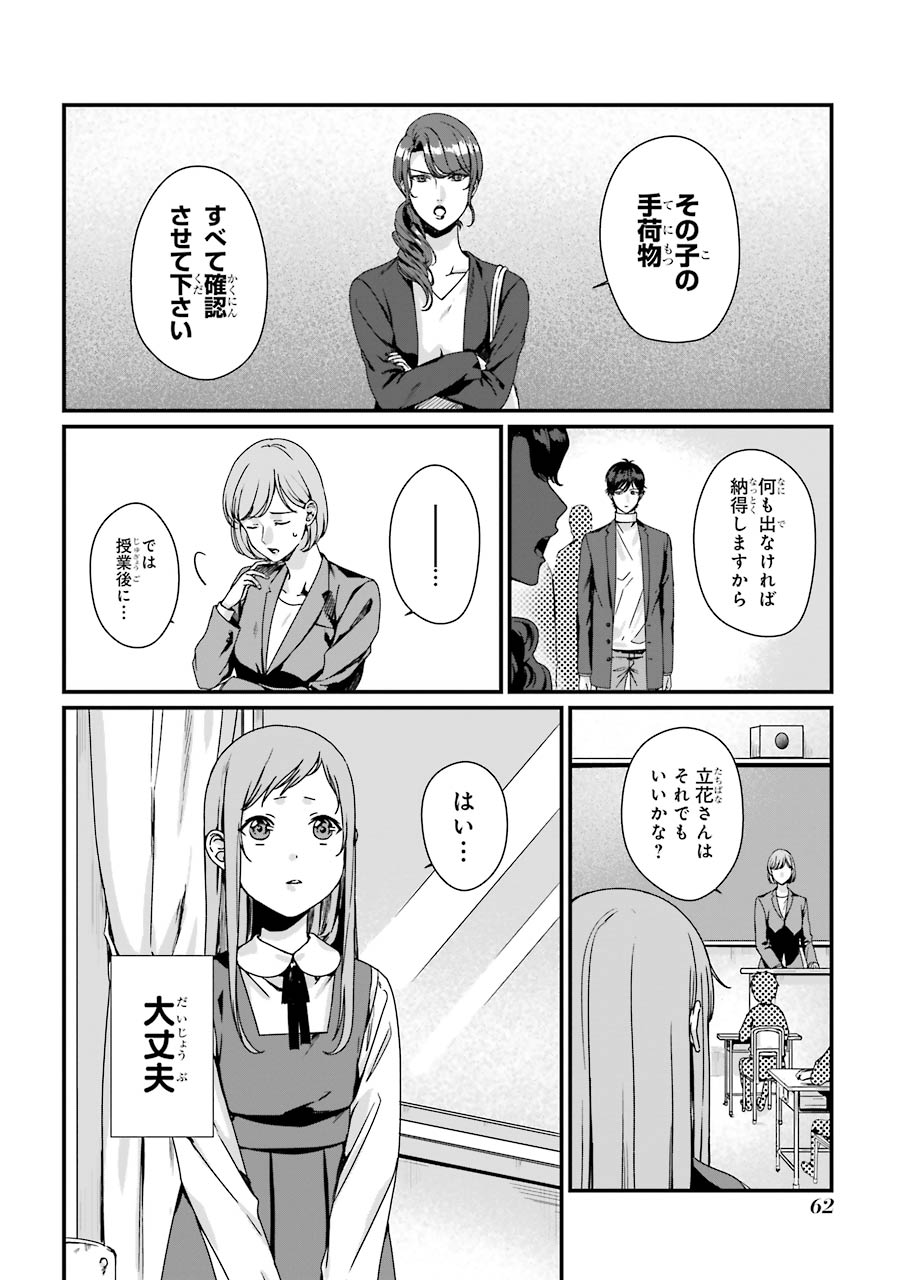 その子の
手荷物
すべて確認
させて下さい
何も出なければ
納得しますから
――…
では
授業後に…
立花さんは
それでも
いいかな?
はい…
大丈夫
62